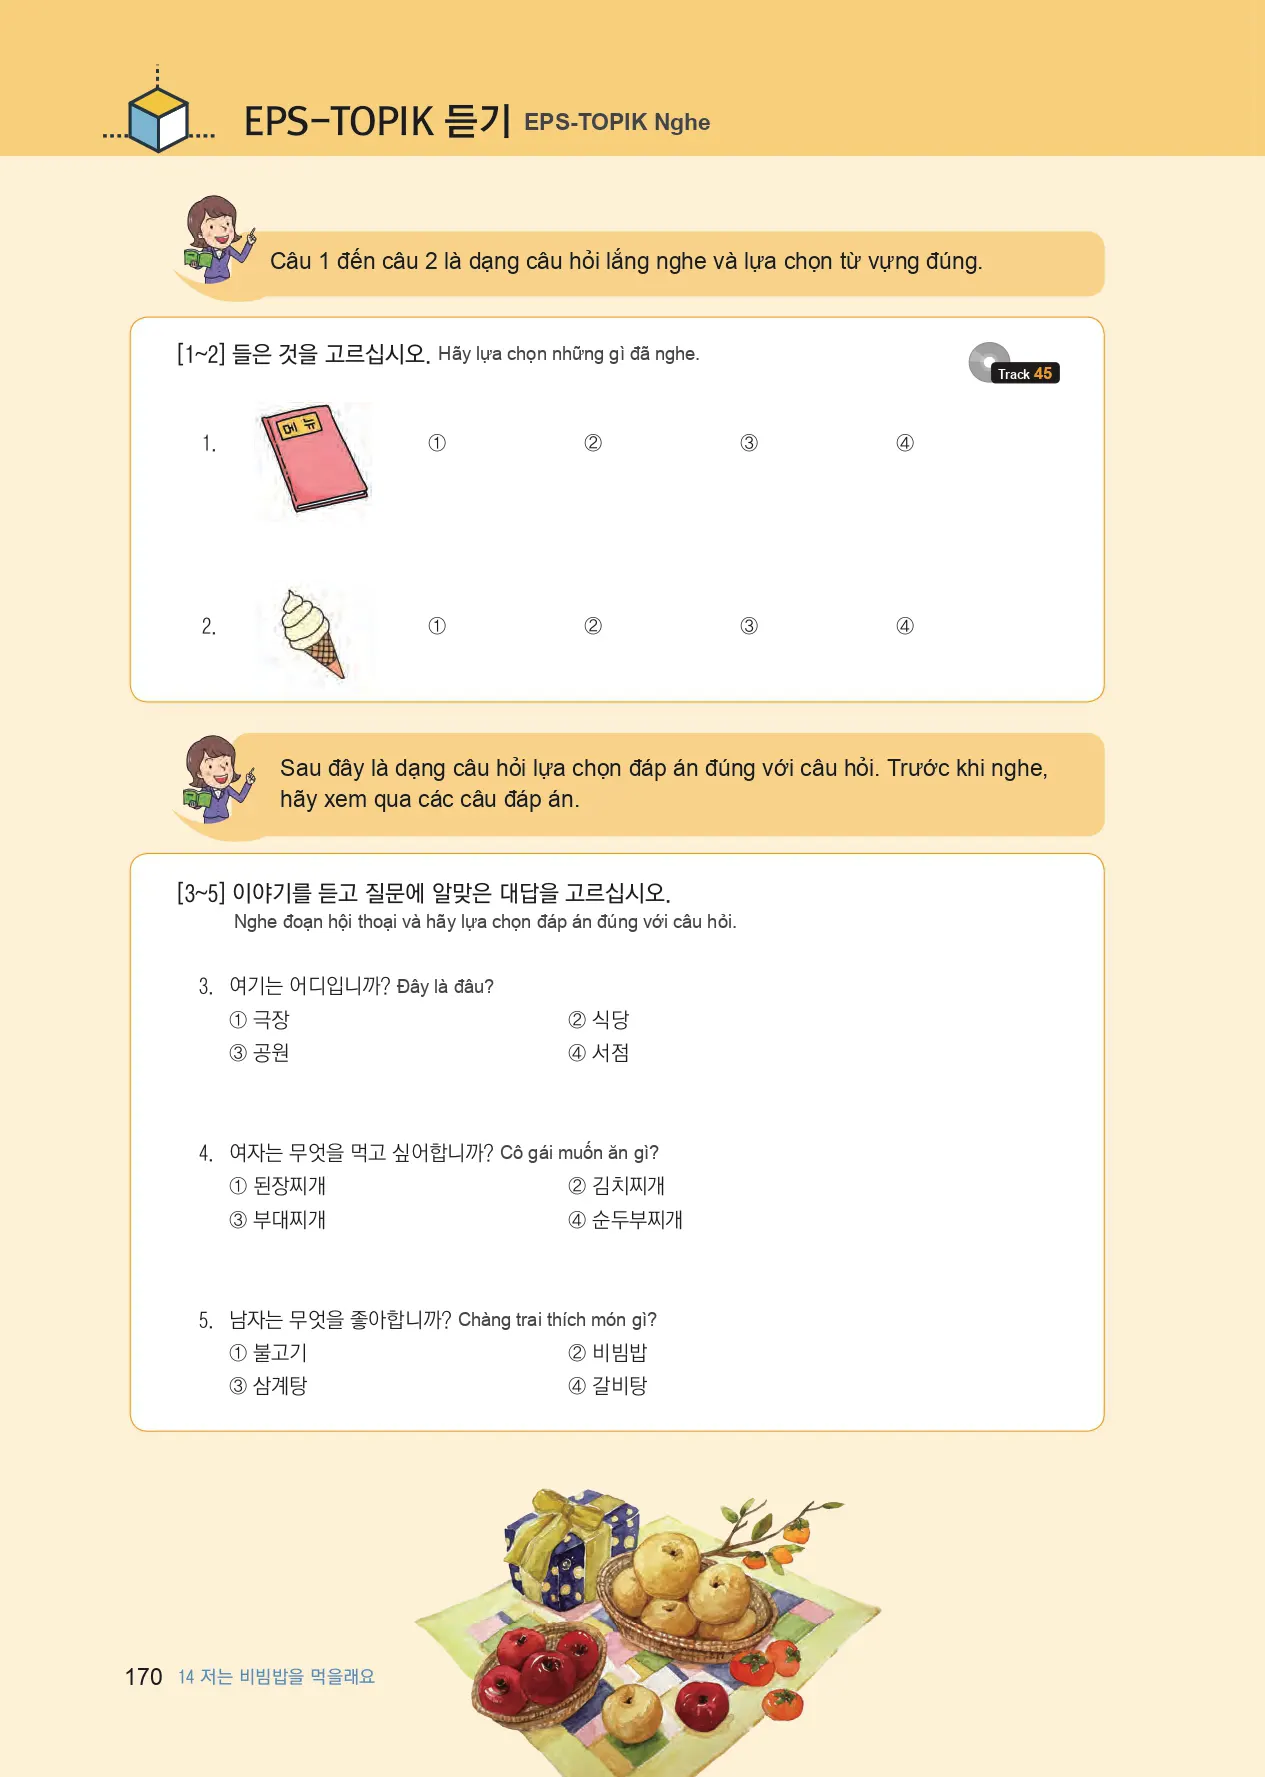 EPS-TOPIK 듣기 EPS-TOPIK Nghe
Câu 1 đến câu 2 là dạng câu hỏi lắng nghe và lựa chọn từ vựng đúng.
[1~2] 들은 것을 고르십시오. Hãy lựa chọn những gì đã nghe.
Track 45
1. 메뉴 ① ② ③ ④
2. ① ② ③ ④
Sau đây là dạng câu hỏi lựa chọn đáp án đúng với câu hỏi. Trước khi nghe,
hãy xem qua các câu đáp án.
[3~5] 이야기를 듣고 질문에 알맞은 대답을 고르십시오.
Nghe đoạn hội thoại và hãy lựa chọn đáp án đúng với câu hỏi.
3. 여기는 어디입니까? Đây là đâu?
① 극장 ② 식당
③ 공원 ④ 서점
4. 여자는 무엇을 먹고 싶어합니까? Cô gái muốn ăn gì?
① 된장찌개 ② 김치찌개
③ 부대찌개 ④ 순두부찌개
5. 남자는 무엇을 좋아합니까? Chàng trai thích món gì?
① 불고기 ② 비빔밥
③ 삼계탕 ④ 갈비탕
170 14 저는 비빔밥을 먹을래요